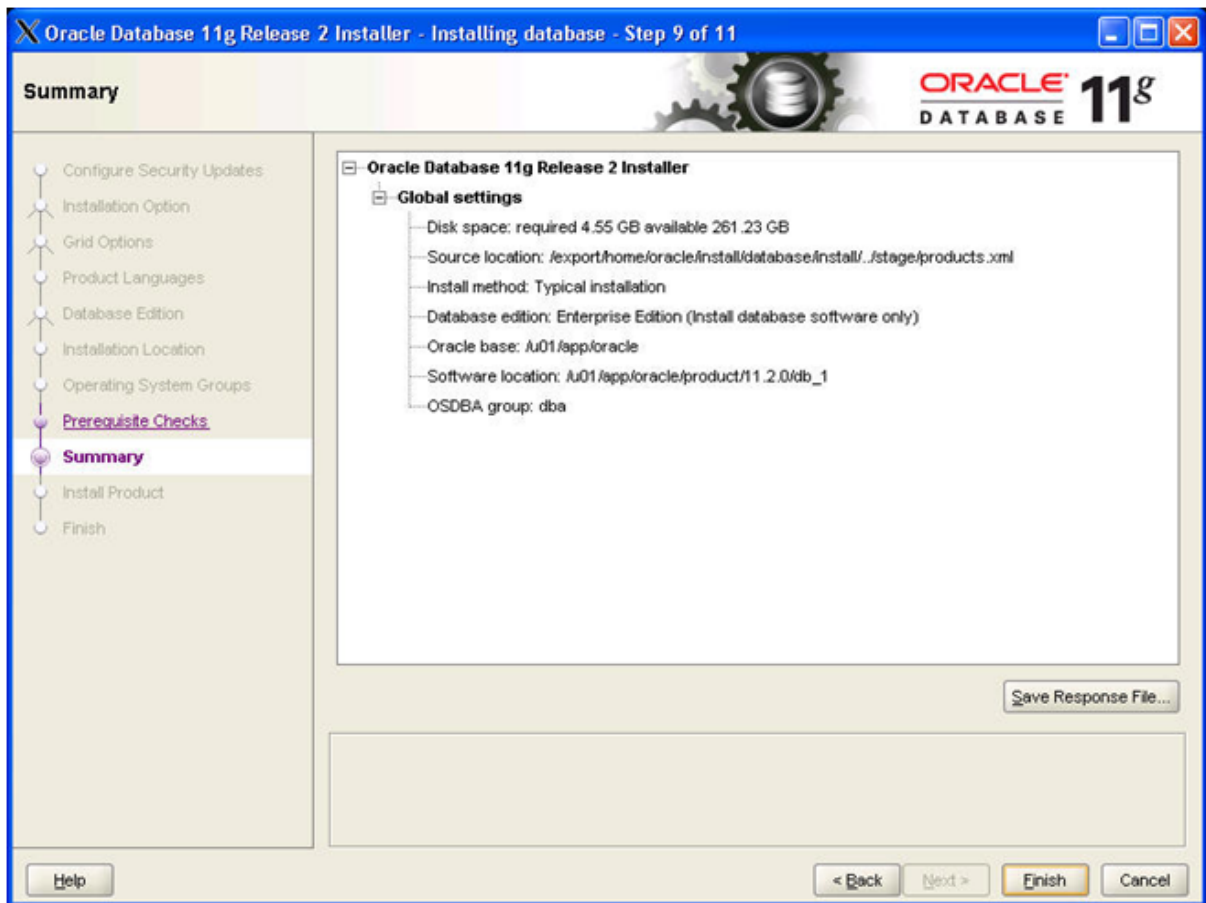 Oracle Database 11g Release 2 Installer - Installing database - Step 9 of 11
Summary
ORACLE
DATABASE
11g
Configure Security Updates
Installation Option
Grid Options
Product Languages
Database Edition
Installation Location
Operating System Groups
Prerequisite Checks
Summary
Install Product
Finish
Oracle Database 11g Release 2 Installer
Global settings
Disk space: required 4.55 GB available 261.23 GB
Source location: /export/home/oracle/install/database/install/../stage/products.xml
Install method: Typical installation
Database edition: Enterprise Edition (Install database software only)
Oracle base: /u01/app/oracle
Software location: /u01/app/oracle/product/11.2.0/db_1
OSDBA group: dba
Save Response File...
Help
< Back
Next >
Finish
Cancel